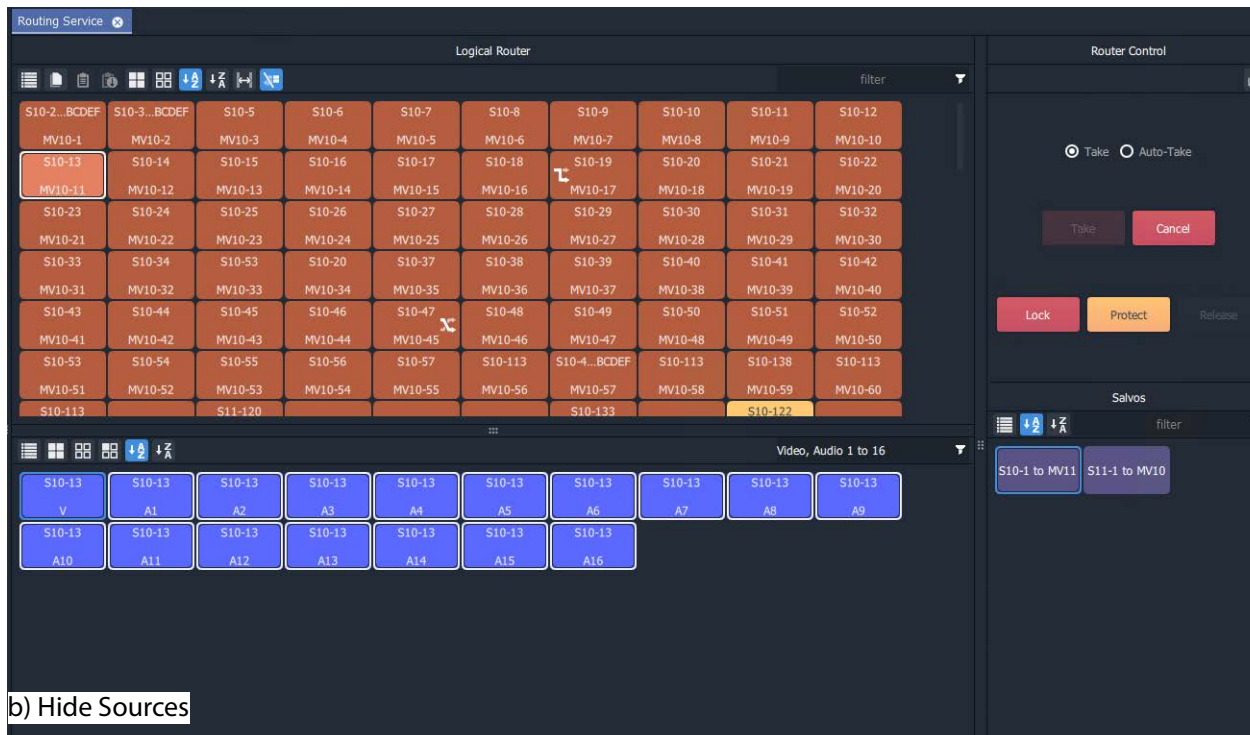 Routing Service
Logical Router
Router Control
filter
S10-2...BCDEF S10-3...BCDEF S10-5 S10-6 S10-7 S10-8 S10-9 S10-10 S10-11 S10-12
MV10-1 MV10-2 MV10-3 MV10-4 MV10-5 MV10-6 MV10-7 MV10-8 MV10-9 MV10-10
S10-13 S10-14 S10-15 S10-16 S10-17 S10-18 S10-19 S10-20 S10-21 S10-22
MV10-11 MV10-12 MV10-13 MV10-14 MV10-15 MV10-16 MV10-17 MV10-18 MV10-19 MV10-20
S10-23 S10-24 S10-25 S10-26 S10-27 S10-28 S10-29 S10-30 S10-31 S10-32
MV10-21 MV10-22 MV10-23 MV10-24 MV10-25 MV10-26 MV10-27 MV10-28 MV10-29 MV10-30
S10-33 S10-34 S10-53 S10-20 S10-37 S10-38 S10-39 S10-40 S10-41 S10-42
MV10-31 MV10-32 MV10-33 MV10-34 MV10-35 MV10-36 MV10-37 MV10-38 MV10-39 MV10-40
S10-43 S10-44 S10-45 S10-46 S10-47 S10-48 S10-49 S10-50 S10-51 S10-52
MV10-41 MV10-42 MV10-43 MV10-44 MV10-45 MV10-46 MV10-47 MV10-48 MV10-49 MV10-50
S10-53 S10-54 S10-55 S10-56 S10-57 S10-113 S10-4...BCDEF S10-113 S10-138 S10-113
MV10-51 MV10-52 MV10-53 MV10-54 MV10-55 MV10-56 MV10-57 MV10-58 MV10-59 MV10-60
S10-113 S11-120 S10-133 S10-122
Take Auto-Take
Take Cancel
Lock Protect Release
Salvos
filter
S10-1 to MV11 S11-1 to MV10
Video, Audio 1 to 16
S10-13 S10-13 S10-13 S10-13 S10-13 S10-13 S10-13 S10-13 S10-13 S10-13
V A1 A2 A3 A4 A5 A6 A7 A8 A9
S10-13 S10-13 S10-13 S10-13 S10-13 S10-13 S10-13
A10 A11 A12 A13 A14 A15 A16
b) Hide Sources